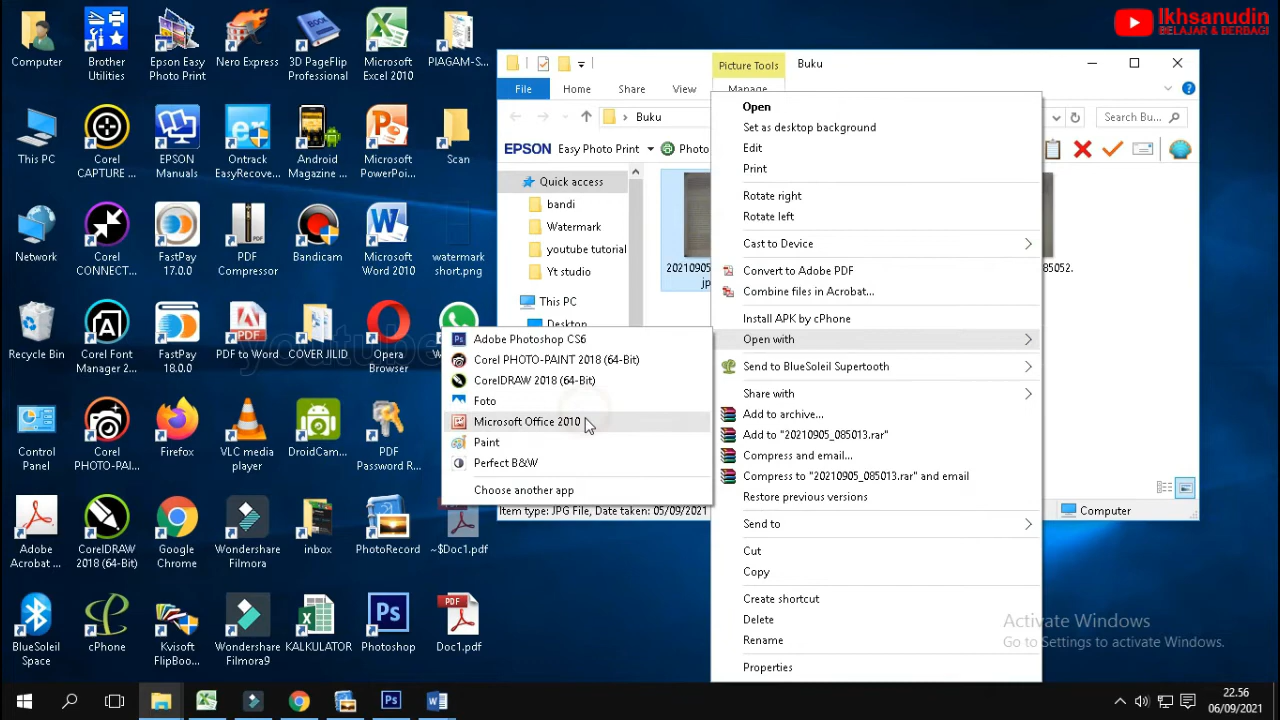 Ikhsanudin
BELAJAR & BERBAGI
Computer
Brother
Utilities
Epson Easy
Photo Print
Nero Express
3D PageFlip
Professional
Microsoft
Excel 2010
PIAGAM-S...
This PC
Corel
CAPTURE ...
EPSON
Manuals
Ontrack
EasyRecove...
Android
Magazine ...
Microsoft
PowerPoi...
Scan
Network
Corel
CONNECT...
FastPay
17.0.0
PDF
Compressor
Bandicam
Microsoft
Word 2010
watermark
short.png
Recycle Bin
Corel Font
Manager 2...
FastPay
18.0.0
PDF to Word
COVER JILID
Opera
Browser
youtube
Control
Panel
Corel
PHOTO-PAI...
Firefox
VLC media
player
DroidCam...
PDF
Password R...
Adobe
Acrobat ...
CorelDRAW
2018 (64-Bit)
Google
Chrome
Wondershare
Filmora
inbox
PhotoRecord
~$Doc1.pdf
BlueSoleil
Space
cPhone
Kvisoft
FlipBoo...
Wondershare
Filmora9
KALKULATOR
Photoshop
Doc1.pdf
Picture Tools
Buku
File
Home
Share
View
Manage
Buku
Search Bu...
EPSON
Easy Photo Print
Photo
Quick access
bandi
Watermark
youtube tutorial
Yt studio
This PC
Desktop
20210905
jp
85052.
Item type: JPG File, Date taken: 05/09/2021
Computer
Open
Set as desktop background
Edit
Print
Rotate right
Rotate left
Cast to Device
Convert to Adobe PDF
Combine files in Acrobat...
Install APK by cPhone
Open with
Send to BlueSoleil Supertooth
Share with
Add to archive...
Add to "20210905_085013.rar"
Compress and email...
Compress to "20210905_085013.rar" and email
Restore previous versions
Send to
Cut
Copy
Create shortcut
Delete
Rename
Properties
Adobe Photoshop CS6
Corel PHOTO-PAINT 2018 (64-Bit)
CorelDRAW 2018 (64-Bit)
Foto
Microsoft Office 2010
Paint
Perfect B&W
Choose another app
Activate Windows
Go to Settings to activate Windows.
22.56
06/09/2021